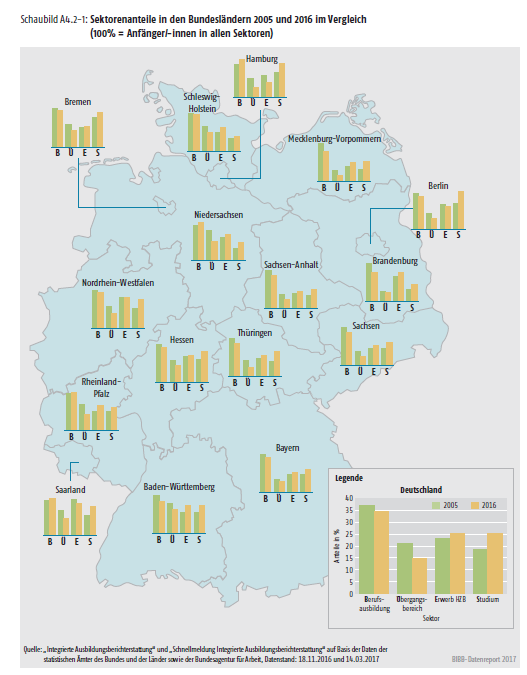 Schaubild A4.2-1: Sektorenanteile in den Bundesländern 2005 und 2016 im Vergleich
(100% = Anfänger/-innen in allen Sektoren)
Hamburg
B Ü E S
Bremen
B Ü E S
Schleswig-
Holstein
B Ü E S
Mecklenburg-Vorpommern
B Ü E S
Berlin
B Ü E S
Niedersachsen
B Ü E S
Sachsen-Anhalt
B Ü E S
Brandenburg
B Ü E S
Nordrhein-Westfalen
B Ü E S
Hessen
B Ü E S
Thüringen
B Ü E S
Sachsen
B Ü E S
Rheinland-
Pfalz
B Ü E S
Bayern
B Ü E S
Saarland
B Ü E S
Baden-Württemberg
B Ü E S
Legende
Deutschland
2005 2016
Anteile in %
40
35
30
25
20
15
10
5
0
Berufs-
ausbildung
Übergangs-
bereich
Erwerb HZB
Studium
Sektor
Quelle: „Integrierte Ausbildungsberichterstattung“ und „Schnellmeldung Integrierte Ausbildungsberichterstattung“ auf Basis der Daten der
statistischen Ämter des Bundes und der Länder sowie der Bundesagentur für Arbeit, Datenstand: 18.11.2016 und 14.03.2017
BIBB-Datenreport 2017